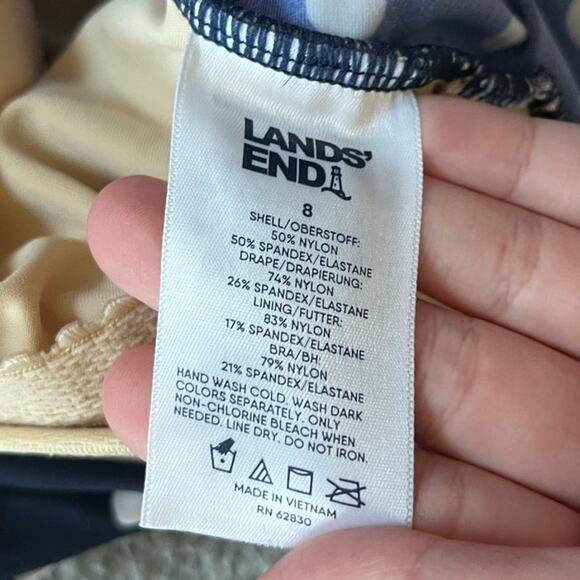 LANDS'
END
8
SHELL/OBERSTOFF:
50% NYLON
50% SPANDEX/ELASTANE
DRAPE/DRAPIERUNG:
74% NYLON
26% SPANDEX/ELASTANE
LINING/FUTTER:
83% NYLON
17% SPANDEX/ELASTANE
BRA/BH:
79% NYLON
21% SPANDEX/ELASTANE
HAND WASH COLD. WASH DARK
COLORS SEPARATELY. ONLY
NON-CHLORINE BLEACH WHEN
NEEDED. LINE DRY. DO NOT IRON.
MADE IN VIETNAM
RN 62830